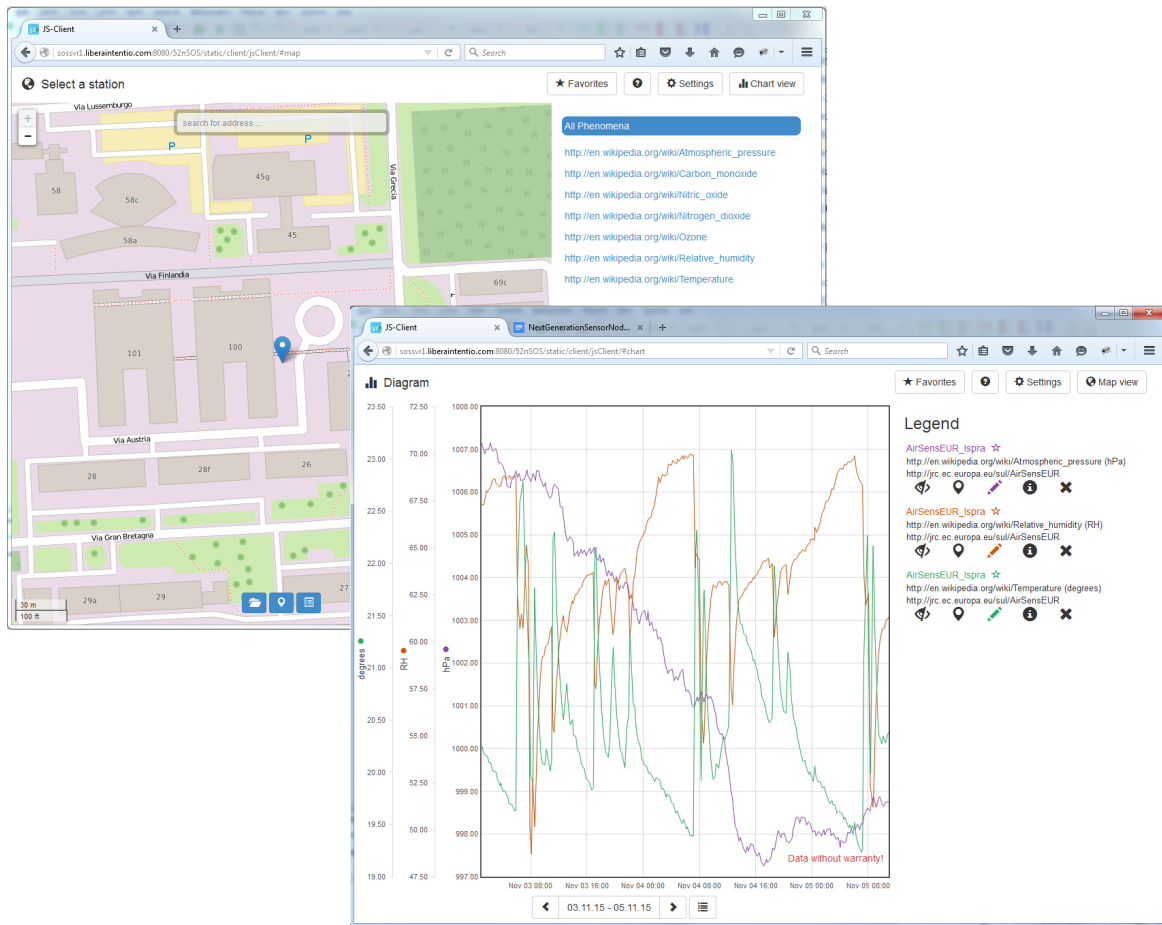 JS-Client
sossvr1.liberaintentio.com:8080/52nSOS/static/client/jsClient/#map
Search
Select a station
Favorites
Settings
Chart view
Via Lussemburgo
search for address ...
P
P
Via Grecia
58
58c
45g
58a
45
Via Finlandia
69c
101
100
Via Austria
28
28f
26
Via Gran Bretagna
29a
29
27
30 m
100 ft
All Phenomena
http://en.wikipedia.org/wiki/Atmospheric_pressure
http://en.wikipedia.org/wiki/Carbon_monoxide
http://en.wikipedia.org/wiki/Nitric_oxide
http://en.wikipedia.org/wiki/Nitrogen_dioxide
http://en.wikipedia.org/wiki/Ozone
http://en.wikipedia.org/wiki/Relative_humidity
http://en.wikipedia.org/wiki/Temperature
JS-Client
NextGenerationSensorNod...
sossvr1.liberaintentio.com:8080/52nSOS/static/client/jsClient/#chart
Search
Diagram
Favorites
Settings
Map view
23.50
23.00
22.50
22.00
21.50
21.00
20.50
20.00
19.50
19.00
degrees
72.50
70.00
67.50
65.00
62.50
60.00
57.50
55.00
52.50
50.00
47.50
RH
1008.00
1007.00
1006.00
1005.00
1004.00
1003.00
1002.00
1001.00
1000.00
999.00
998.00
997.00
hPa
Data without warranty!
Nov 03 08:00
Nov 03 16:00
Nov 04 00:00
Nov 04 08:00
Nov 04 16:00
Nov 05 00:00
Nov 05 08:00
03.11.15 - 05.11.15
Legend
AirSensEUR_Ispra
http://en.wikipedia.org/wiki/Atmospheric_pressure (hPa)
http://jrc.ec.europa.eu/sul/AirSensEUR
AirSensEUR_Ispra
http://en.wikipedia.org/wiki/Relative_humidity (RH)
http://jrc.ec.europa.eu/sul/AirSensEUR
AirSensEUR_Ispra
http://en.wikipedia.org/wiki/Temperature (degrees)
http://jrc.ec.europa.eu/sul/AirSensEUR